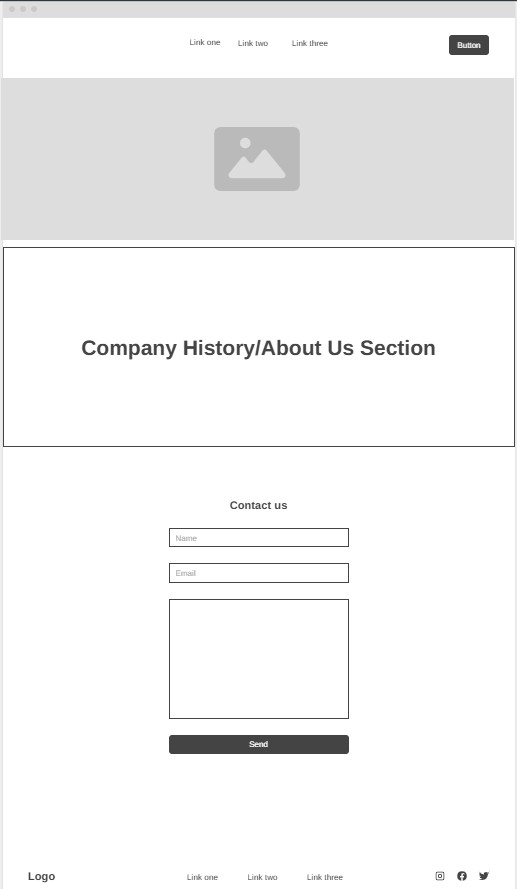 Link one Link two Link three Button
Company History/About Us Section
Contact us
Name
Email
Send
Logo Link one Link two Link three